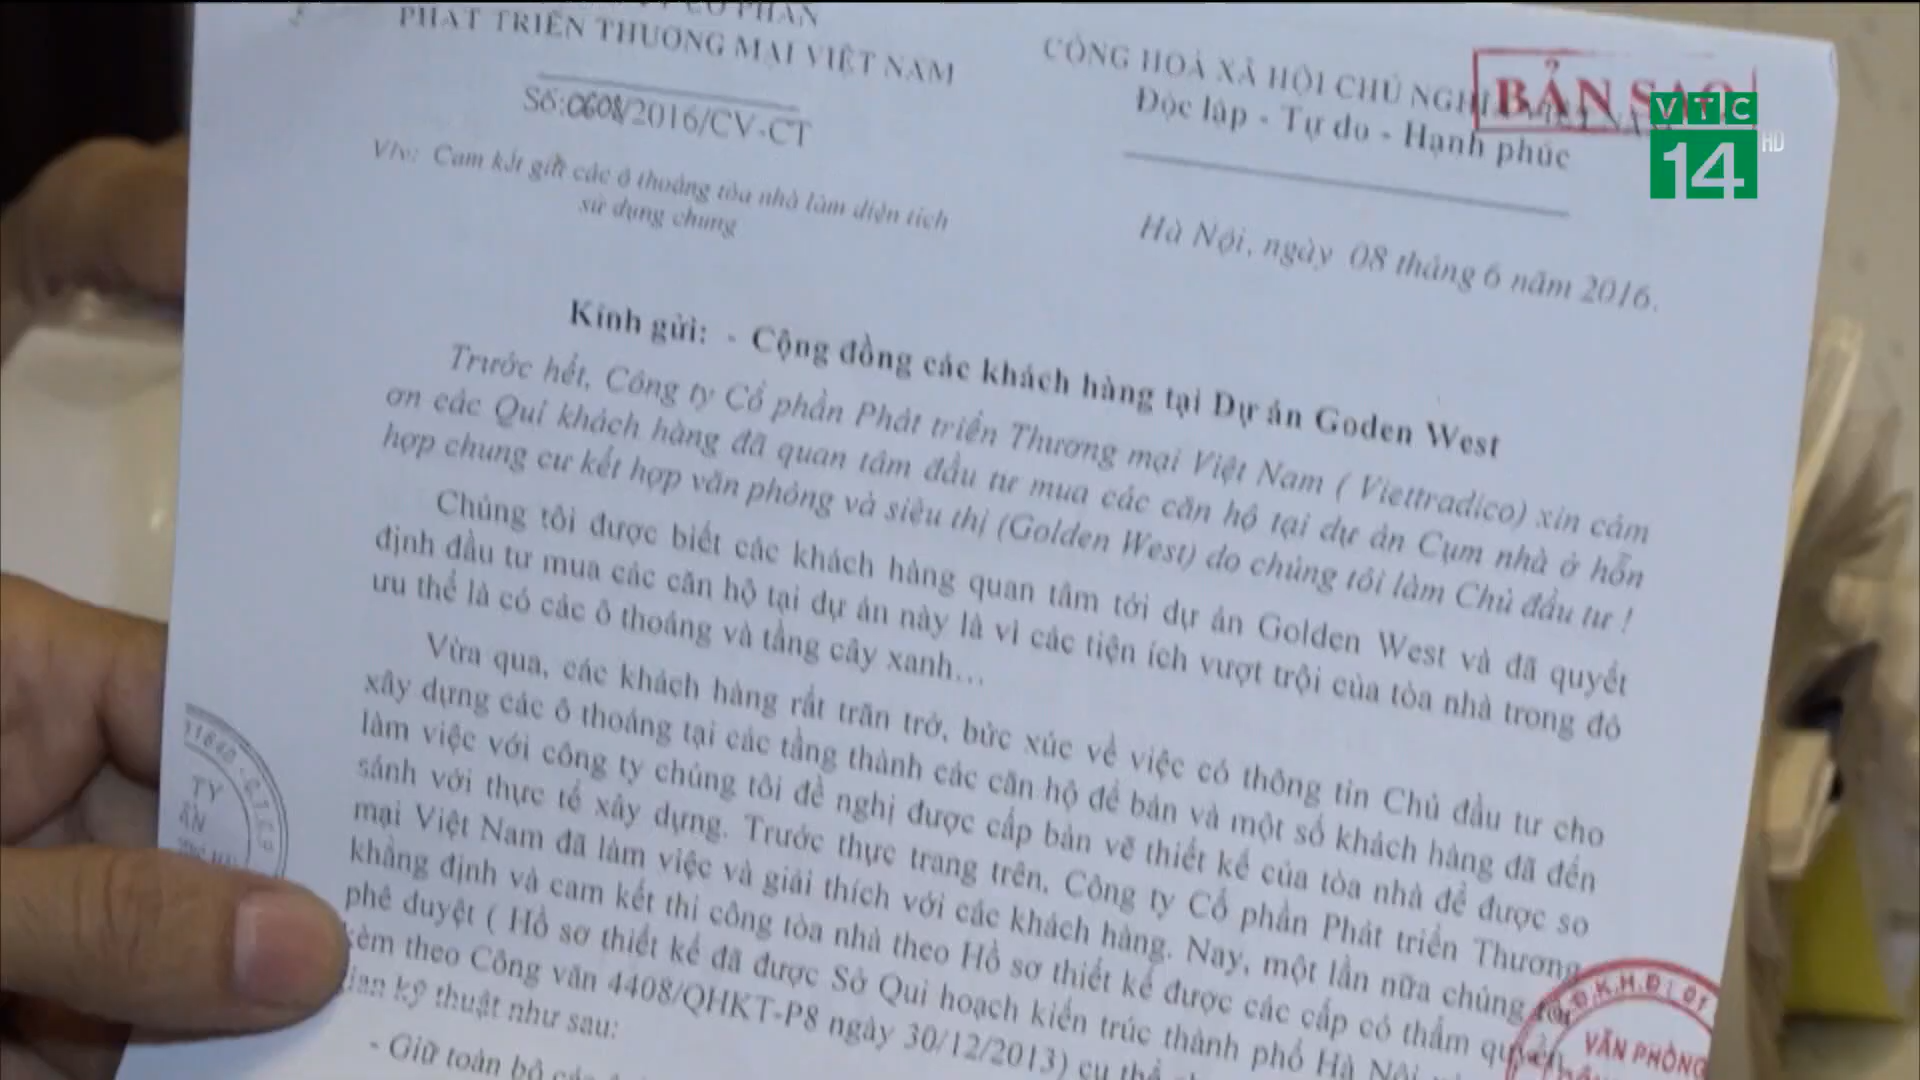 CỔ PHẦN
PHÁT TRIỂN THƯƠNG MẠI VIỆT NAM
Số:0608/2016/CV-CT
V/v: Cam kết giữ các ô thoáng tòa nhà làm diện tích
sử dụng chung
CỘNG HOÀ XÃ HỘI CHỦ NGHĨA VIỆT NAM
Độc lập - Tự do - Hạnh phúc
BẢN SAO
VTC
14
HD
Hà Nội, ngày 08 tháng 6 năm 2016.
Kính gửi: - Cộng đồng các khách hàng tại Dự án Goden West
Trước hết, Công ty Cổ phần Phát triển Thương mại Việt Nam ( Viettradico) xin cảm
ơn các Quí khách hàng đã quan tâm đầu tư mua các căn hộ tại dự án Cụm nhà ở hỗn
hợp chung cư kết hợp văn phòng và siêu thị (Golden West) do chúng tôi làm Chủ đầu tư !
Chúng tôi được biết các khách hàng quan tâm tới dự án Golden West và đã quyết
định đầu tư mua các căn hộ tại dự án này là vì các tiện ích vượt trội của tòa nhà trong đó
ưu thế là có các ô thoáng và tầng cây xanh...
Vừa qua, các khách hàng rất trăn trở, bức xúc về việc có thông tin Chủ đầu tư cho
xây dựng các ô thoáng tại các tầng thành các căn hộ để bán và một số khách hàng đã đến
làm việc với công ty chúng tôi đề nghị được cấp bản vẽ thiết kế của tòa nhà để được so
sánh với thực tế xây dựng. Trước thực trạng trên, Công ty Cổ phần Phát triển Thương
mại Việt Nam đã làm việc và giải thích với các khách hàng. Nay, một lần nữa chúng tôi
khẳng định và cam kết thi công tòa nhà theo Hồ sơ thiết kế được các cấp có thẩm quyền
phê duyệt ( Hồ sơ thiết kế đã được Sở Qui hoạch kiến trúc thành phố Hà Nội
kèm theo Công văn 4408/QHKT-P8 ngày 30/12/2013) cụ thể
kỹ thuật như sau:
- Giữ toàn bộ các
TY
Đ.K.H.Đ: 01
VĂN PHÒNG